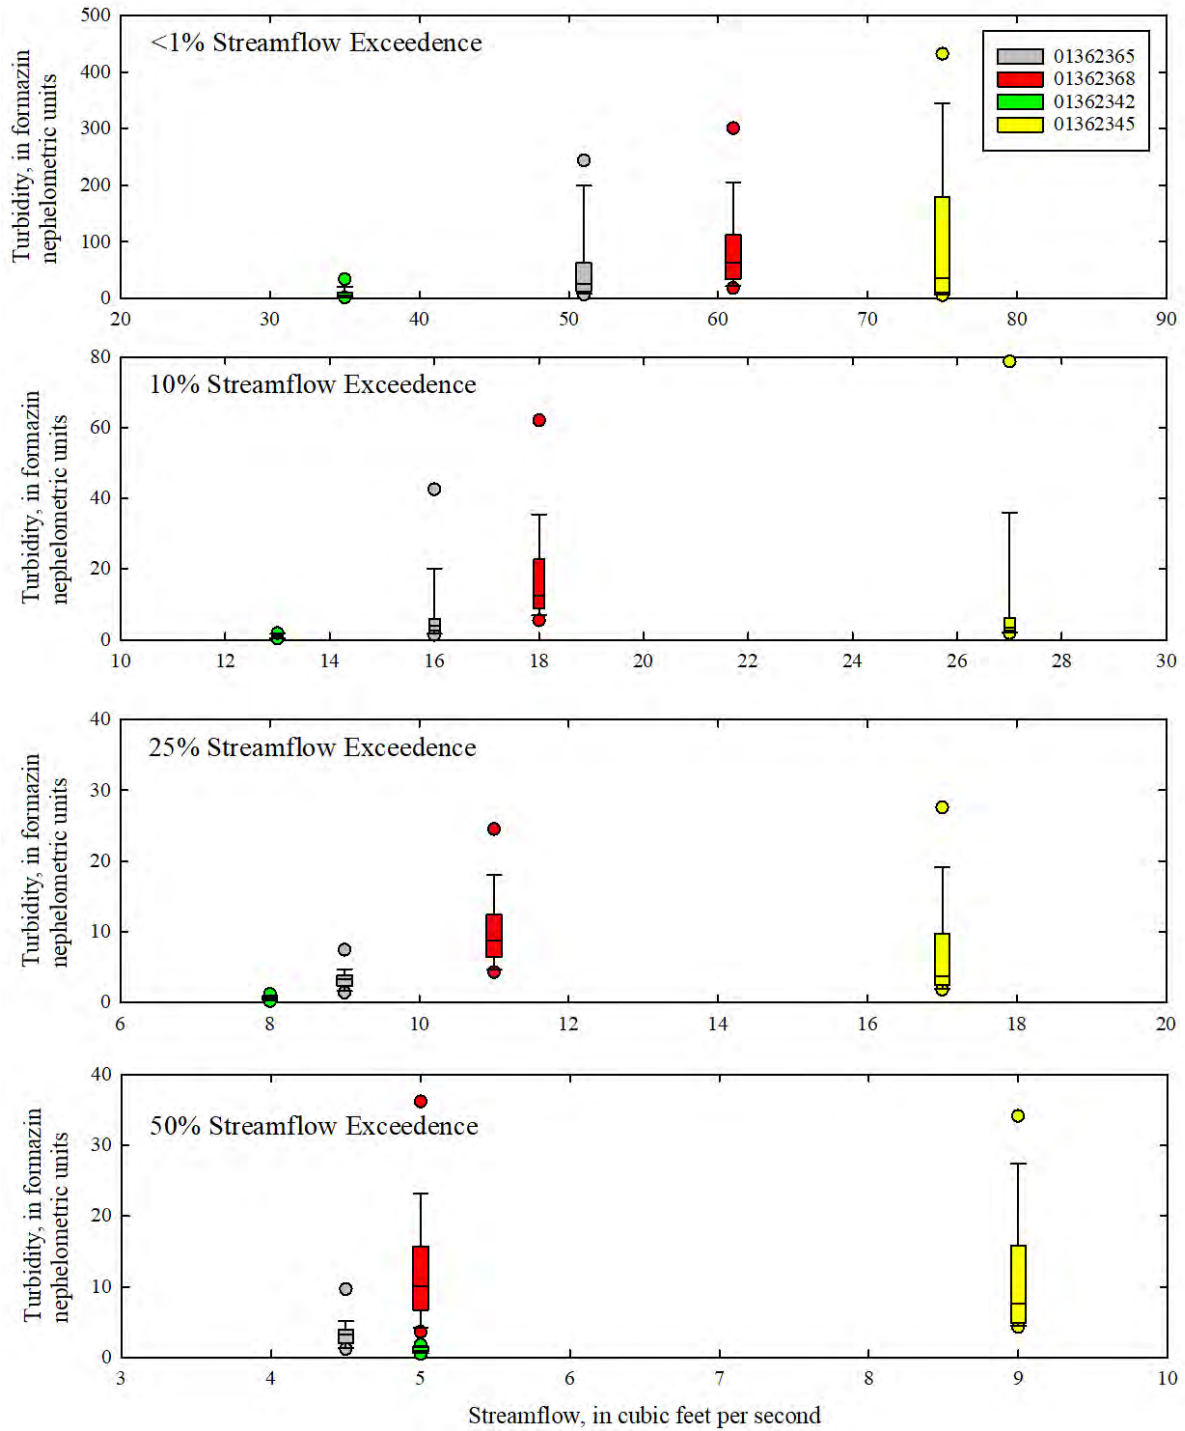 <1% Streamflow Exceedence
01362365
01362368
01362342
01362345
Turbidity, in formazin
nephelometric units
500
400
300
200
100
0
20 30 40 50 60 70 80 90
10% Streamflow Exceedence
Turbidity, in formazin
nephelometric units
80
60
40
20
0
10 12 14 16 18 20 22 24 26 28 30
25% Streamflow Exceedence
Turbidity, in formazin
nephelometric units
40
30
20
10
0
6 8 10 12 14 16 18 20
50% Streamflow Exceedence
Turbidity, in formazin
nephelometric units
40
30
20
10
0
3 4 5 6 7 8 9 10
Streamflow, in cubic feet per second